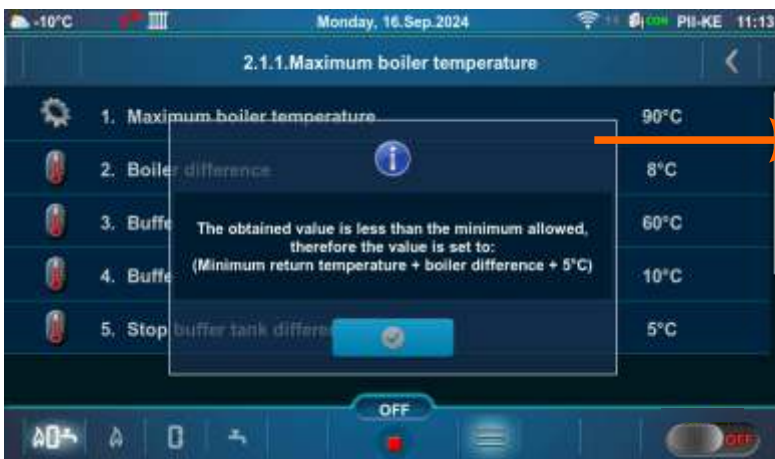 -10°C Monday, 16.Sep.2024 PII-KE 11:13
2.1.1.Maximum boiler temperature
1. Maximum boiler temperature 90°C
2. Boiler difference 8°C
3. Buffe 60°C
The obtained value is less than the minimum allowed,
therefore the value is set to:
(Minimum return temperature + boiler difference + 5°C)
4. Buffe 10°C
5. Stop buffer tank differe 5°C
OFF
OFF